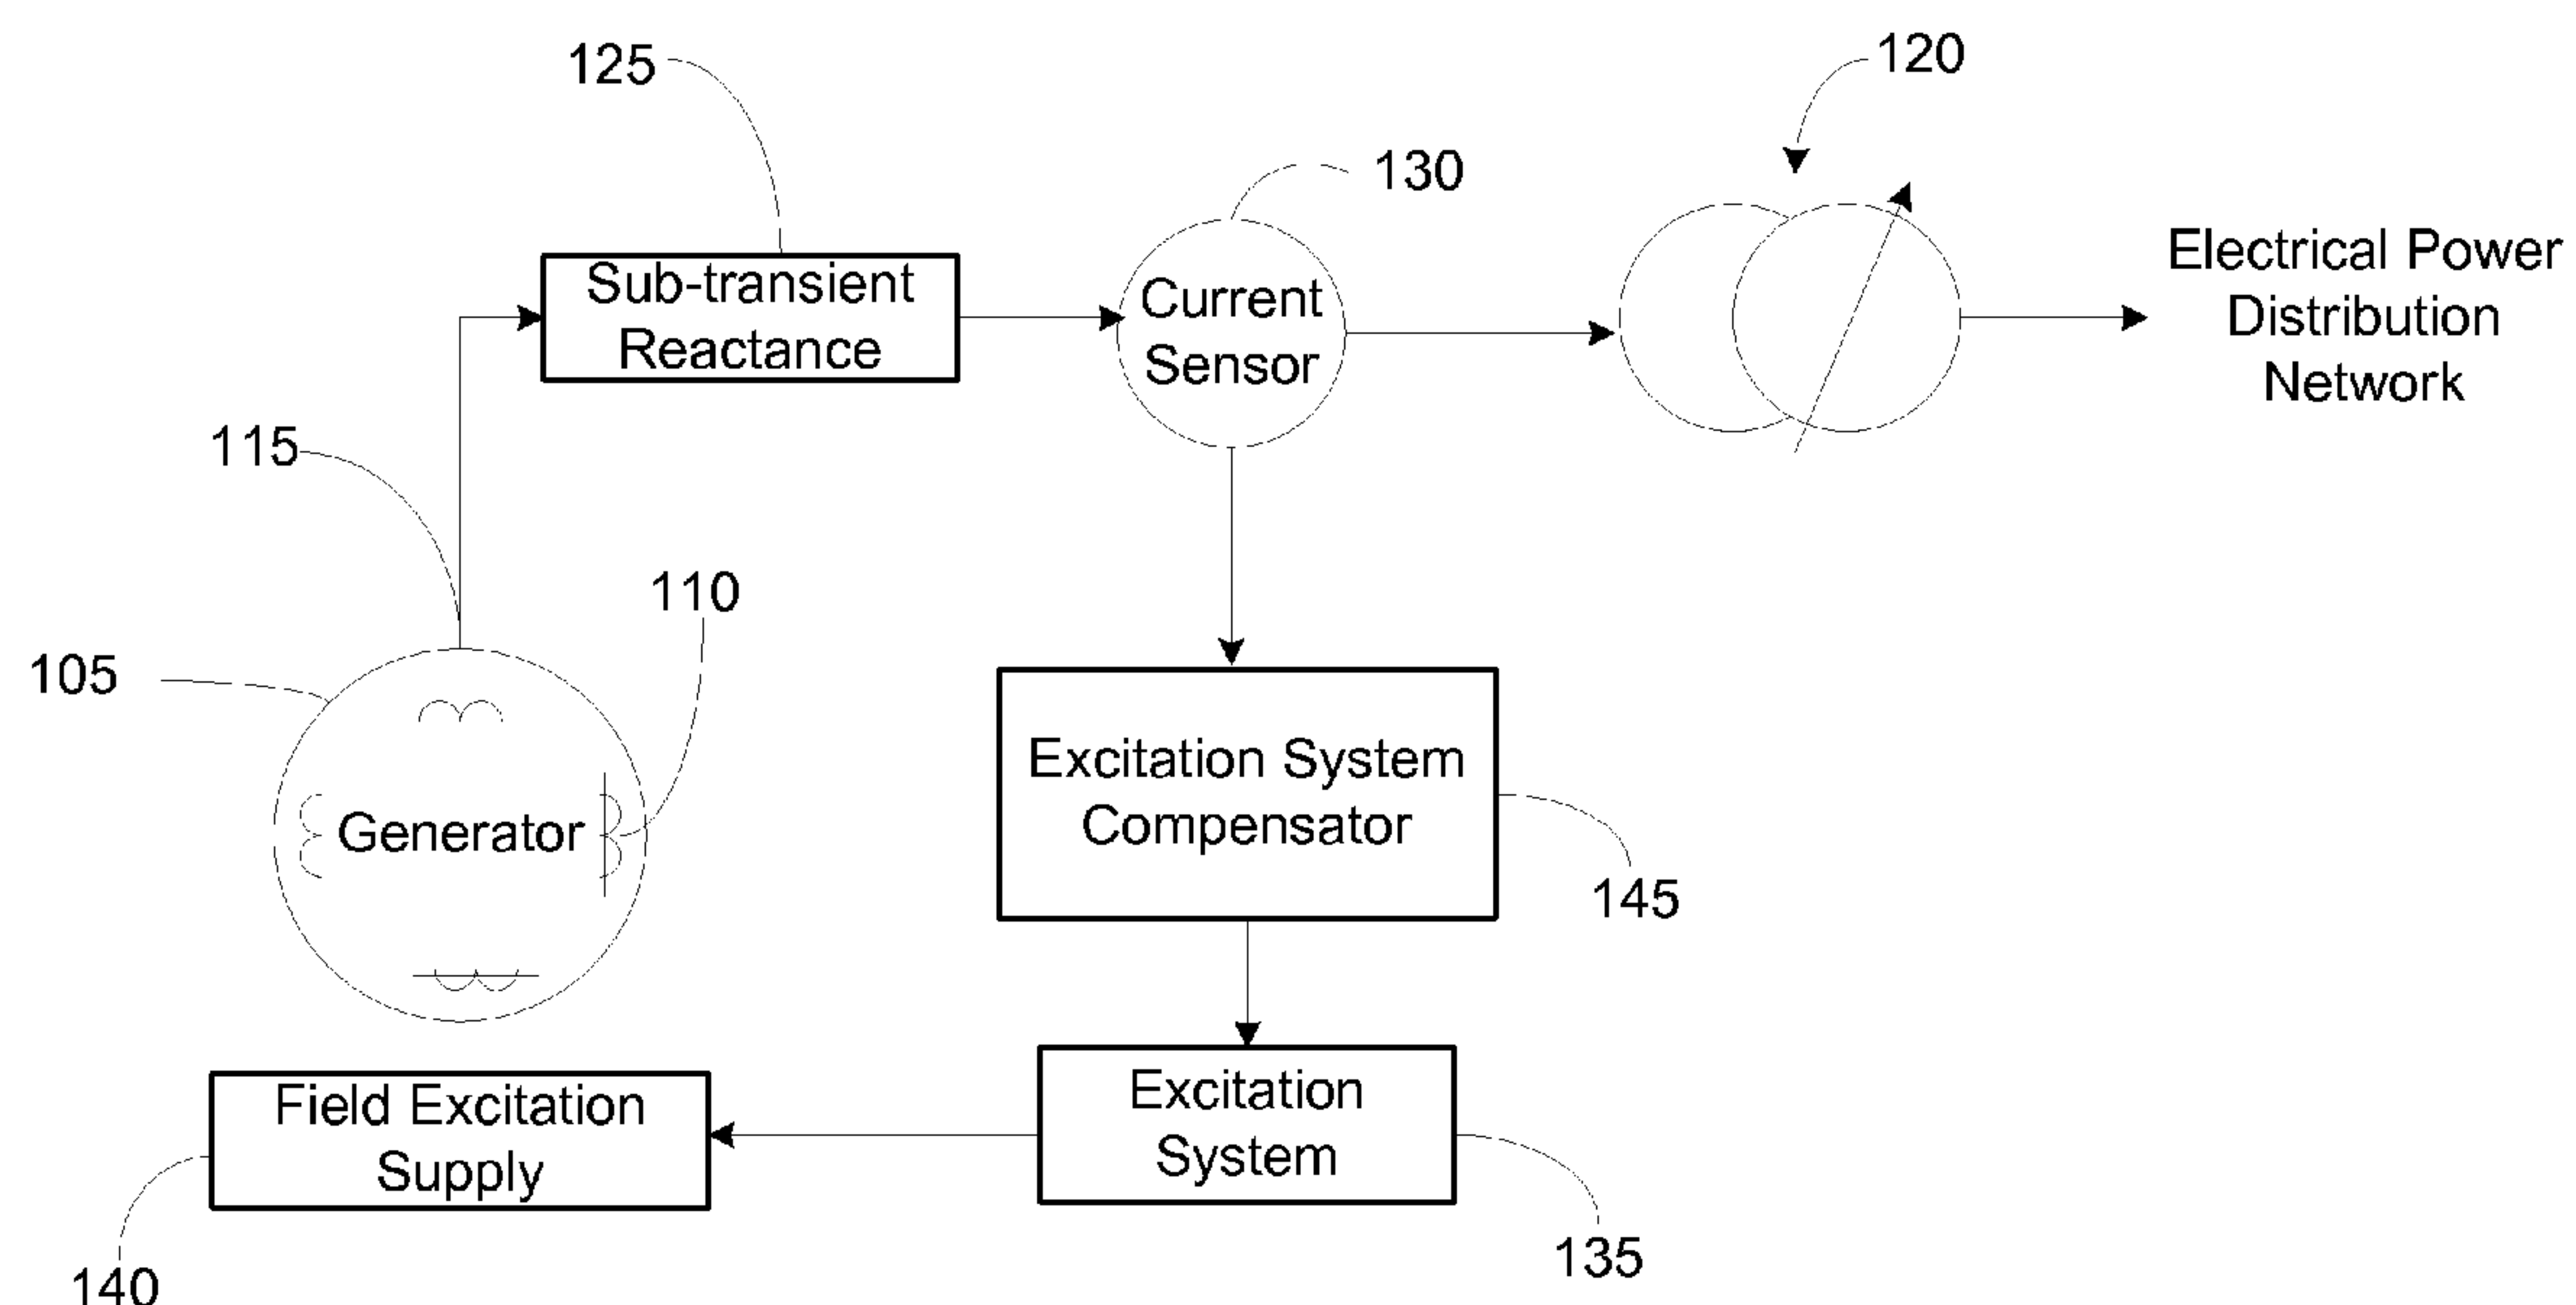 125
120
130
Sub-transient
Reactance
Current
Sensor
Electrical Power
Distribution
Network
115
110
105
Generator
Excitation System
Compensator
145
Field Excitation
Supply
Excitation
System
140
135